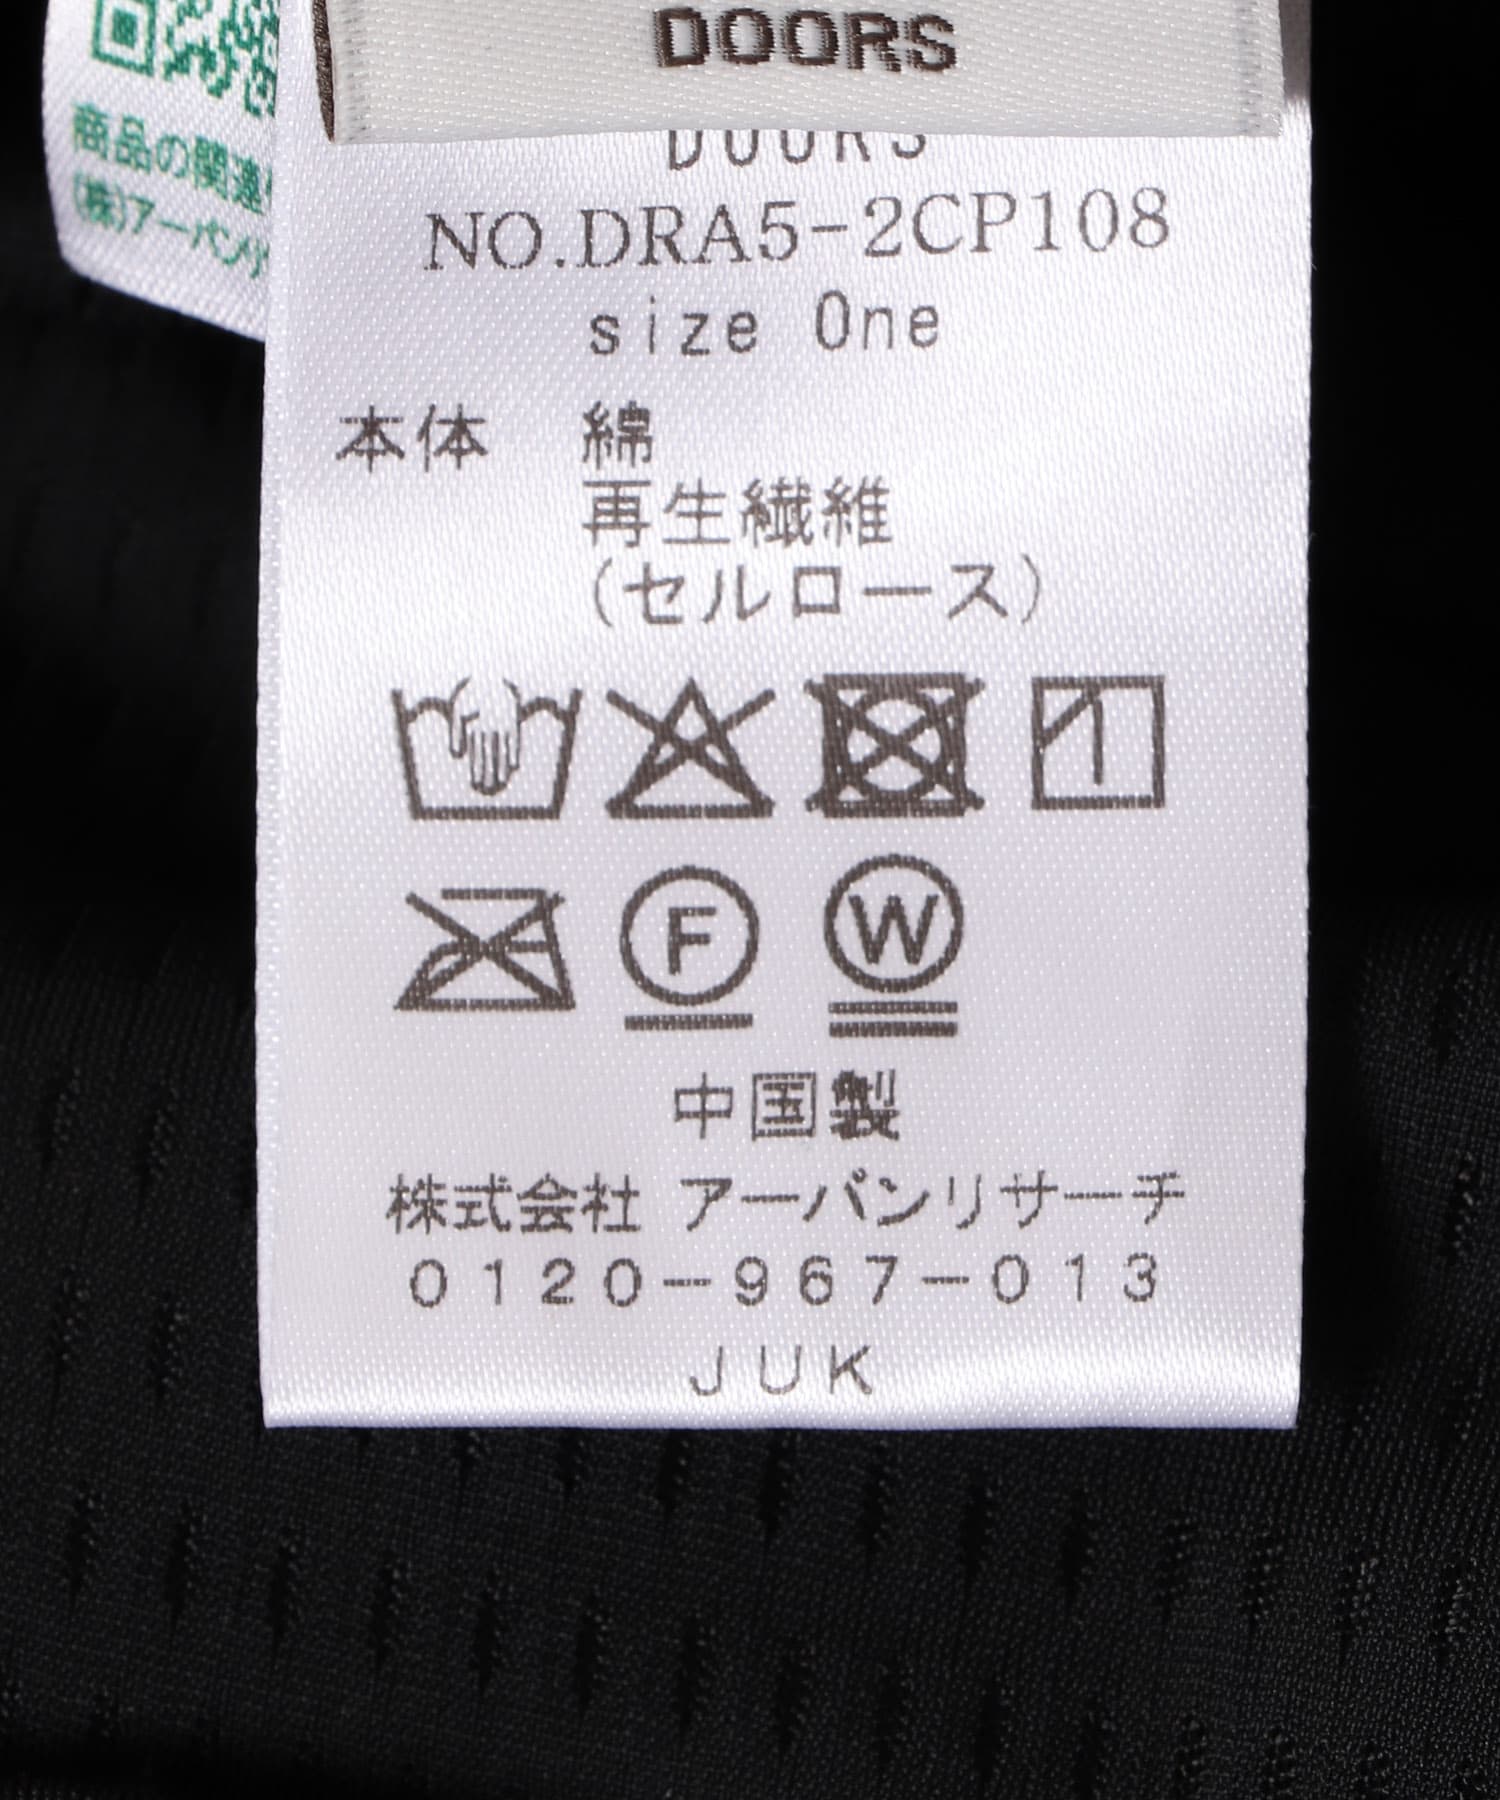 DOORS
DOORS
NO.DRA5-2CP108
size One
本体 綿
再生繊維
(セルロース)
F W
中国製
株式会社 アーバンリサーチ
0120-967-013
JUK
商品の関連
(株)アーバン